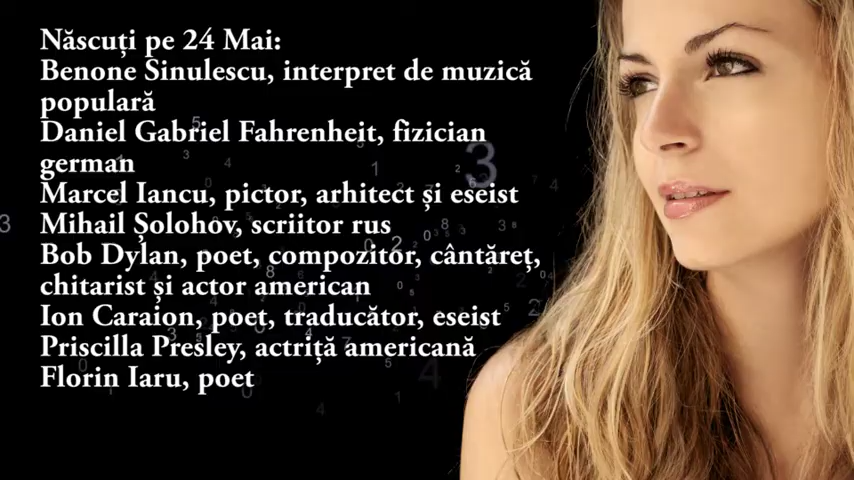 Născuți pe 24 Mai:
Benone Sinulescu, interpret de muzică
populară
Daniel Gabriel Fahrenheit, fizician
german
Marcel Iancu, pictor, arhitect și eseist
Mihail Șolohov, scriitor rus
Bob Dylan, poet, compozitor, cântăreț,
chitarist și actor american
Ion Caraion, poet, traducător, eseist
Priscilla Presley, actriță americană
Florin Iaru, poet